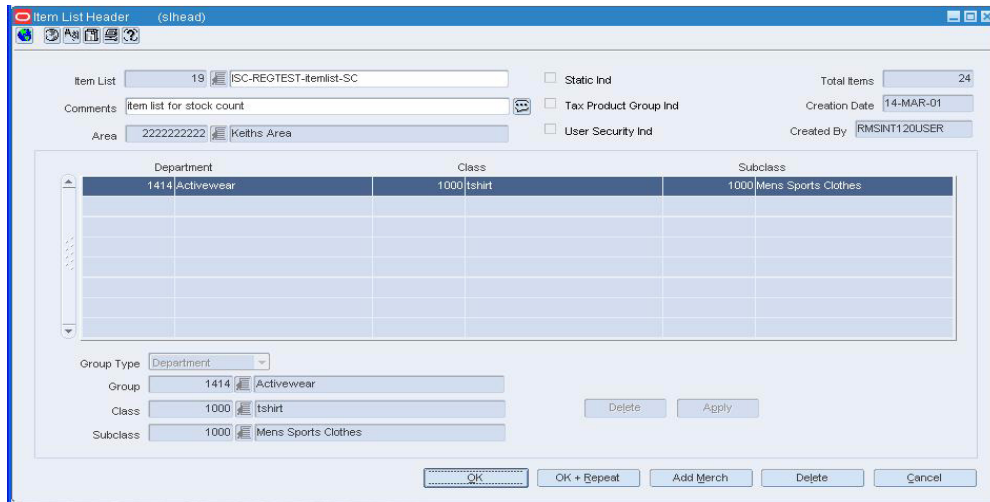 Item List Header (slhead)
Item List 19 ISC-REGTEST-itemlist-SC Static Ind Total Items 24
Comments item list for stock count Tax Product Group Ind Creation Date 14-MAR-01
Area 2222222222 Keiths Area User Security Ind Created By RMSINT120USER
Department Class Subclass
1414 Activewear 1000 tshirt 1000 Mens Sports Clothes
Group Type Department
Group 1414 Activewear
Class 1000 tshirt Delete Apply
Subclass 1000 Mens Sports Clothes
OK OK + Repeat Add Merch Delete Cancel